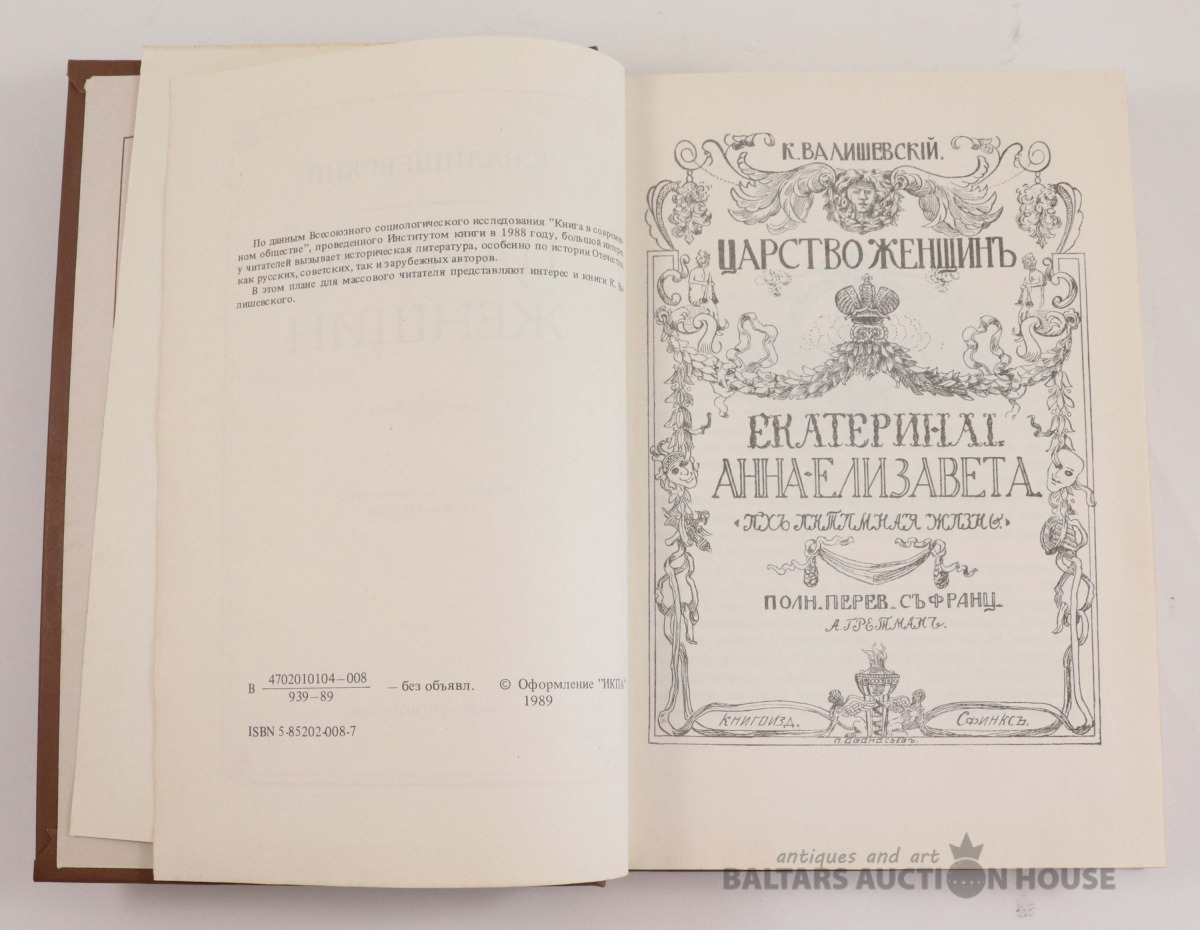 По данным Всесоюзного социологического исследования "Книга в современ-
ном обществе", проведенного Институтом книги в 1988 году, большой интерес
у читателей вызывает историческая литература, особенно по истории Отечества,
как русских, советских, так и зарубежных авторов.
В этом плане для массового читателя представляют интерес и книги К. Ва-
лишевского.
В 4702010104—008
939—89
— без объявл.
© Оформление "ИКПА"
1989
ISBN 5-85202-008-7
К. ВАЛИШЕВСКІЙ.
ЦАРСТВО ЖЕНЩИНЪ
ЕКАТЕРИНА I.
АННА-ЕЛИЗАВЕТА.
«ИХЪ ИНТИМНАЯ ЖИЗНЬ.»
ПОЛН. ПЕРЕВ. СЪ ФРАНЦ.
А ГРЕТМАНЪ.
КНИГОИЗД. СФИНКСЪ.
antiques and art
BALTARS AUCTION HOUSE